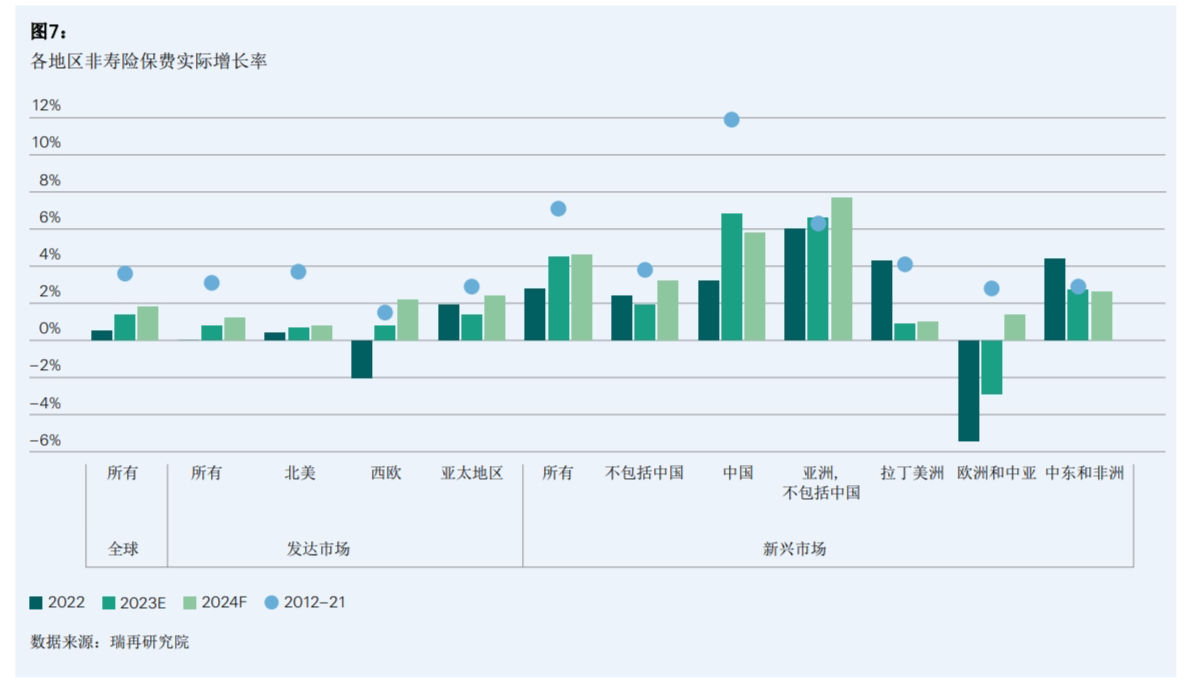 图7：
各地区非寿险保费实际增长率
12%
10%
8%
6%
4%
2%
0%
–2%
–4%
–6%
所有 所有 北美 西欧 亚太地区 所有 不包括中国 中国 亚洲， 拉丁美洲 欧洲和中亚 中东和非洲
不包括中国
全球 发达市场 新兴市场
2022 2023E 2024F 2012–21
数据来源：瑞再研究院